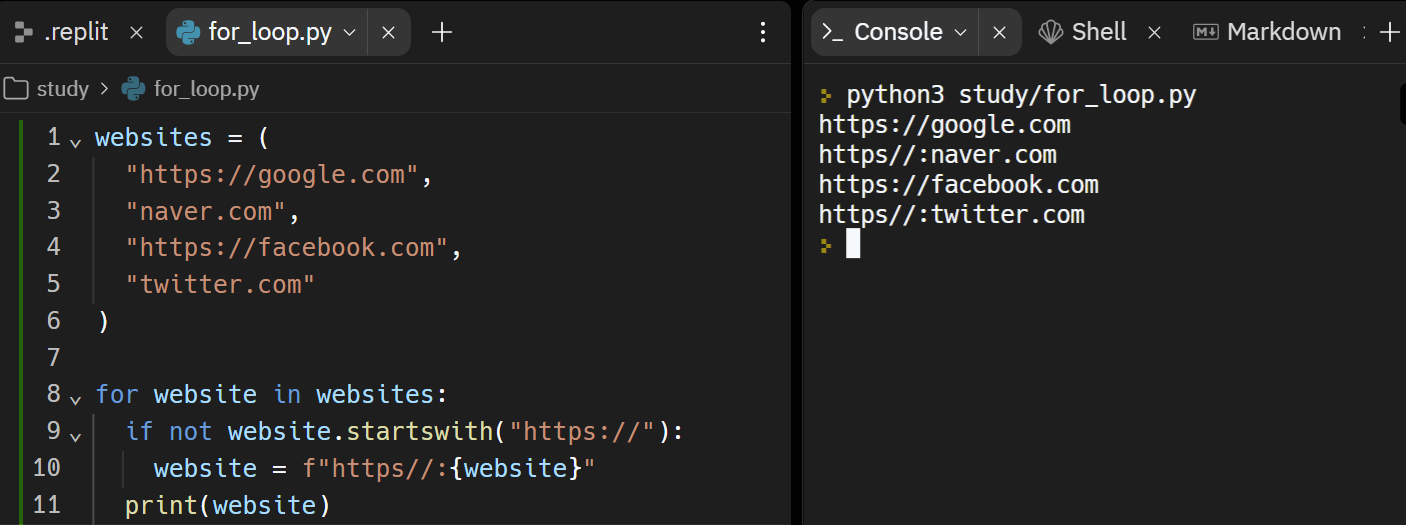 .replit
for_loop.py
study > for_loop.py
1 websites = (
2   "https://google.com",
3   "naver.com",
4   "https://facebook.com",
5   "twitter.com"
6 )
7
8 for website in websites:
9   if not website.startswith("https://"):
10     website = f"https//:{website}"
11   print(website)
Console
Shell
Markdown
python3 study/for_loop.py
https://google.com
https//:naver.com
https://facebook.com
https//:twitter.com